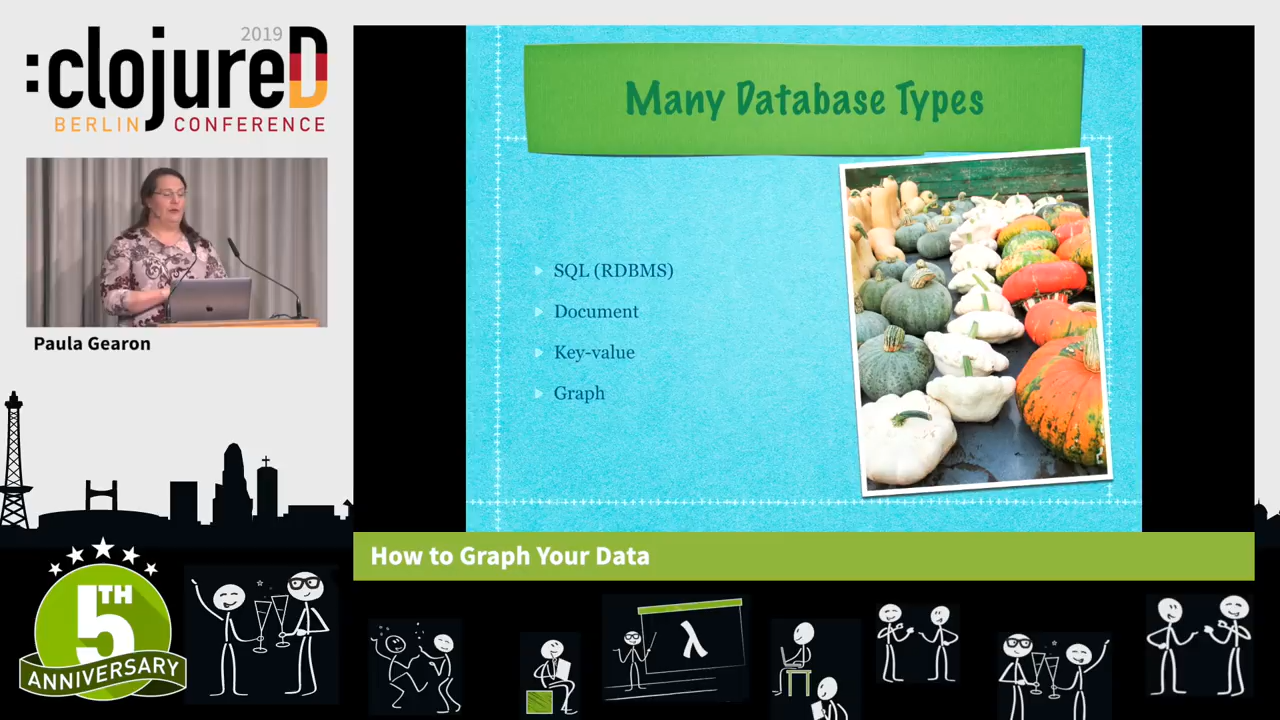 2019
:clojureD
BERLIN CONFERENCE
Paula Gearon
Many Database Types
SQL (RDBMS)
Document
Key-value
Graph
How to Graph Your Data
5TH
ANNIVERSARY
λ